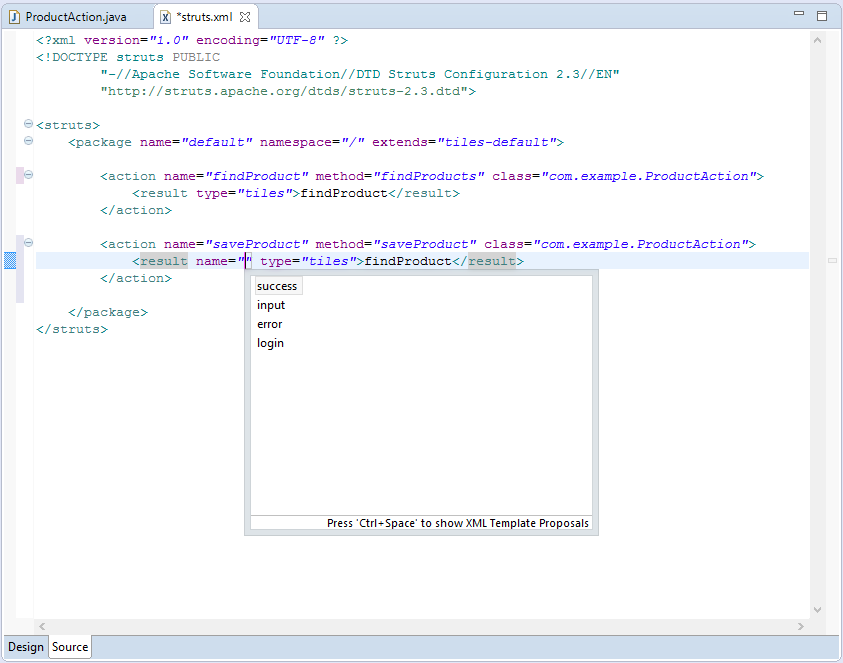 ProductAction.java *struts.xml
<?xml version="1.0" encoding="UTF-8" ?>
<!DOCTYPE struts PUBLIC
"-//Apache Software Foundation//DTD Struts Configuration 2.3//EN"
"http://struts.apache.org/dtds/struts-2.3.dtd">
<struts>
<package name="default" namespace="/" extends="tiles-default">
<action name="findProduct" method="findProducts" class="com.example.ProductAction">
<result type="tiles">findProduct</result>
</action>
<action name="saveProduct" method="saveProduct" class="com.example.ProductAction">
<result name="" type="tiles">findProduct</result>
</action>
</package>
</struts>
success
input
error
login
Press 'Ctrl+Space' to show XML Template Proposals
Design Source